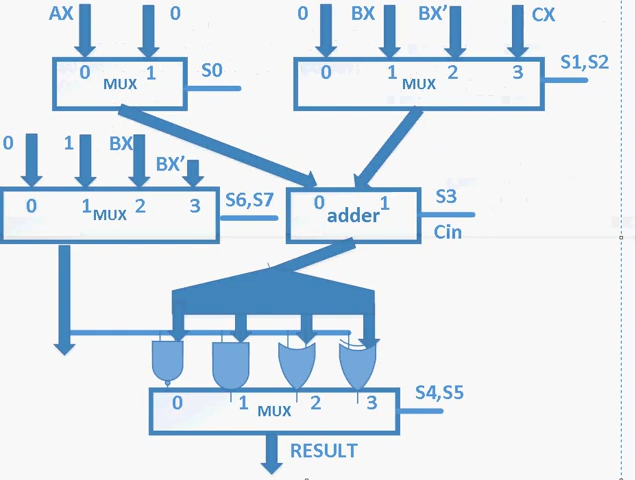 AX 0 0 BX BX' CX
0 1 S0 0 1 2 3 S1,S2
MUX MUX
0 1 BX BX'
0 1 2 3 S6,S7 0 1 S3
MUX adder
Cin
0 1 2 3 S4,S5
MUX
RESULT